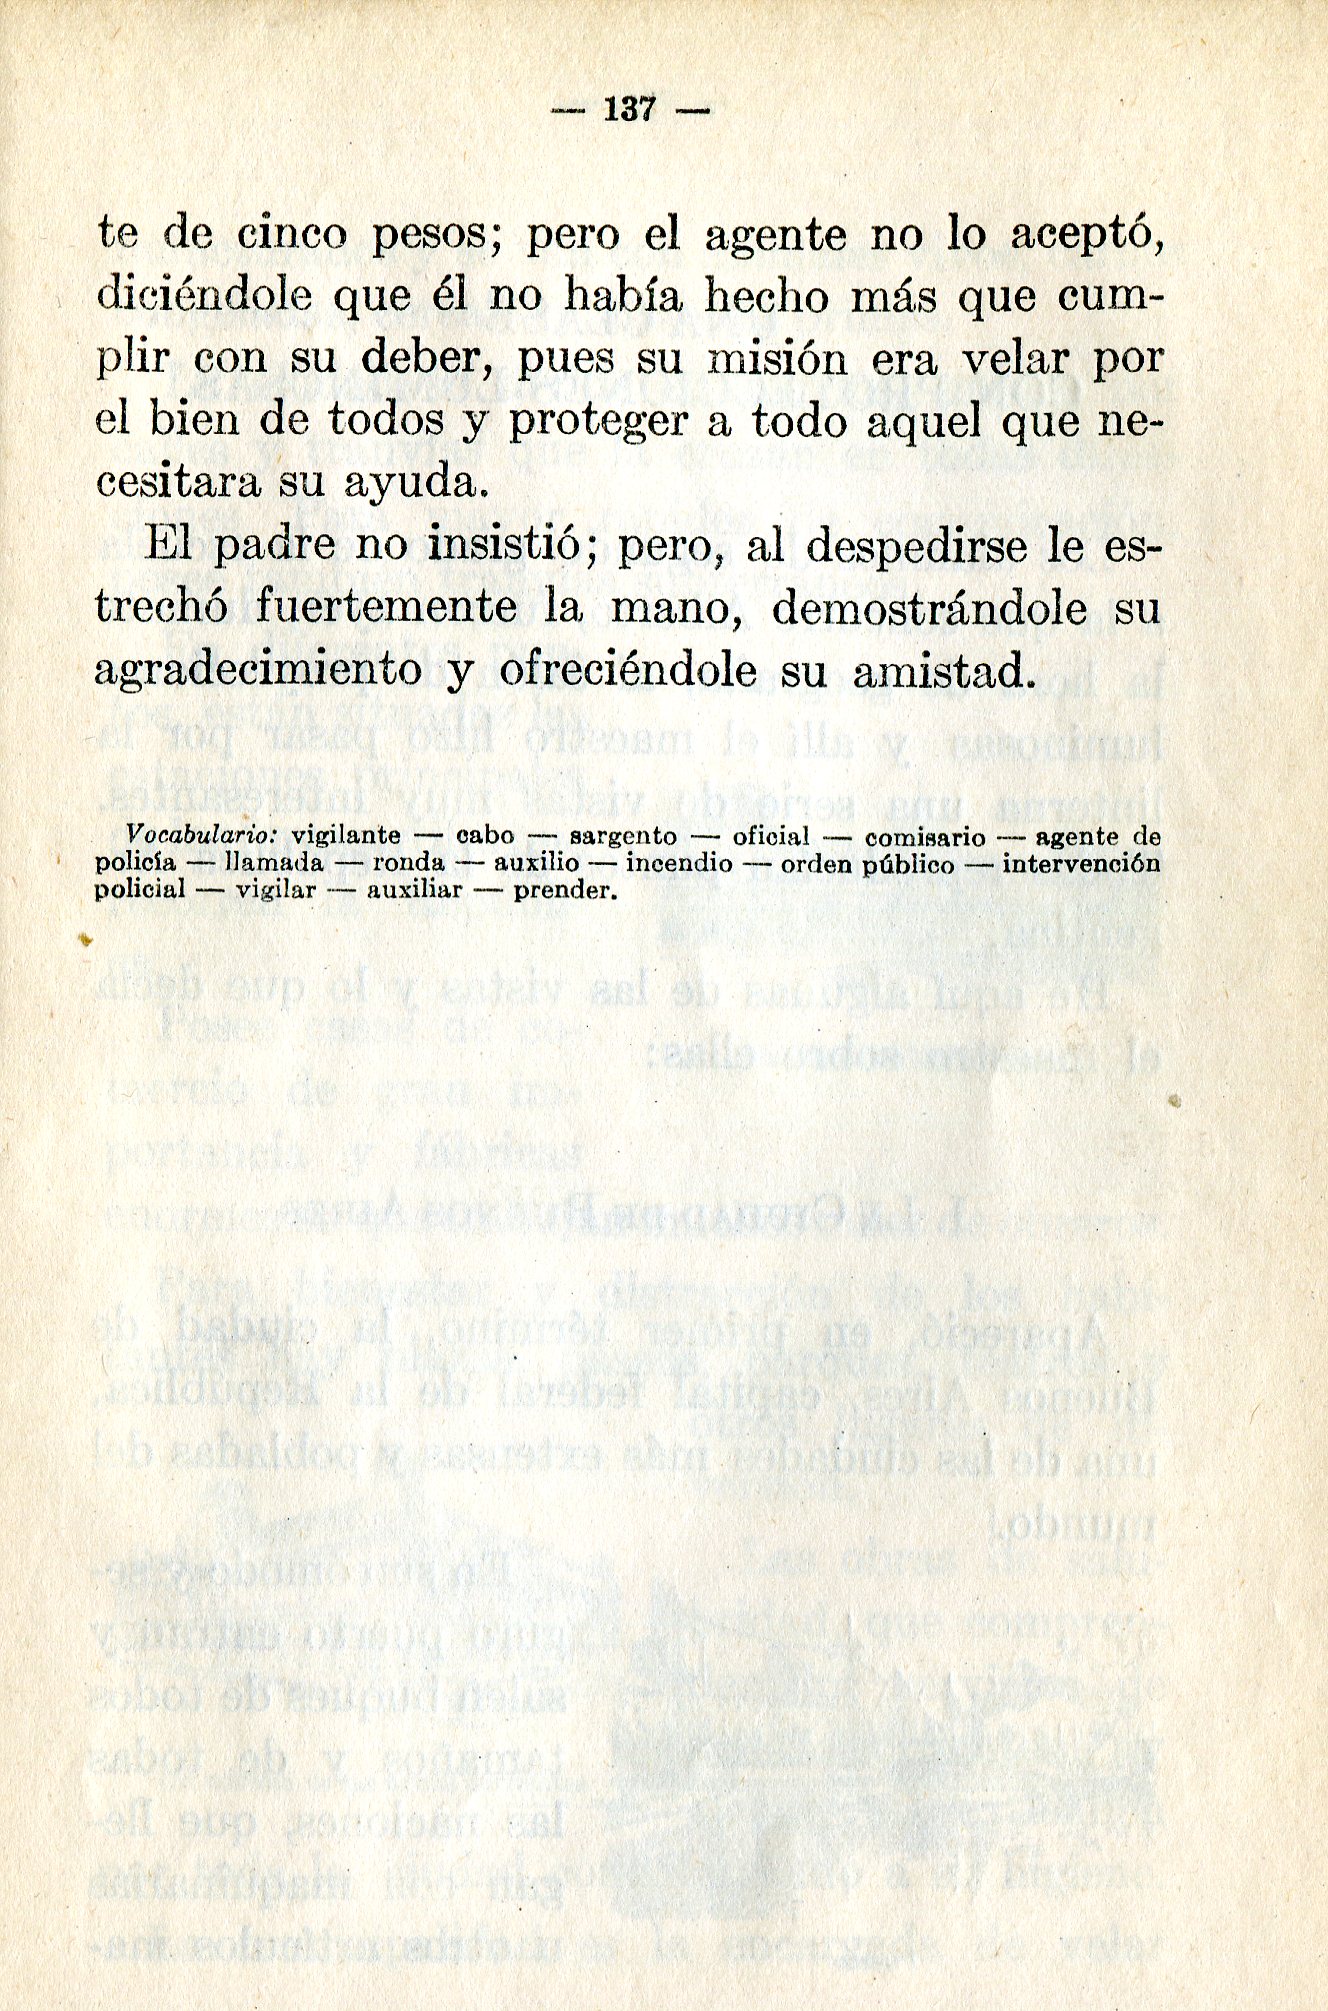 — 137 —
te de cinco pesos; pero el agente no lo aceptó,
diciéndole que él no había hecho más que cum-
plir con su deber, pues su misión era velar por
el bien de todos y proteger a todo aquel que ne-
cesitara su ayuda.
El padre no insistió; pero, al despedirse le es-
trechó fuertemente la mano, demostrándole su
agradecimiento y ofreciéndole su amistad.
Vocabulario: vigilante — cabo — sargento — oficial — comisario — agente de
policía — llamada — ronda — auxilio — incendio — orden público — intervención
policial — vigilar — auxiliar — prender.